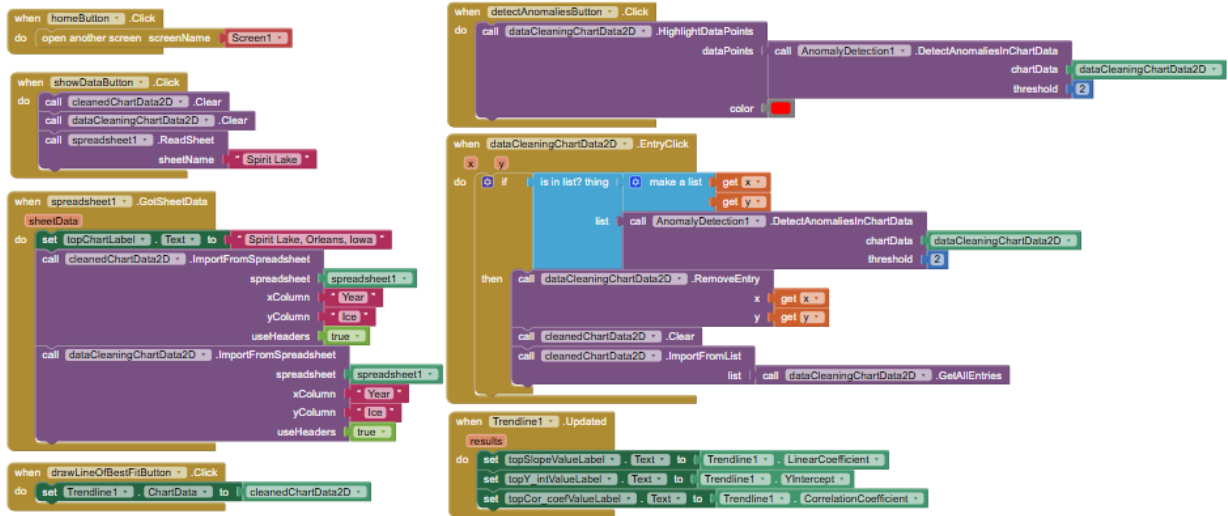 when homeButton .Click
do open another screen screenName Screen1
when showDataButton .Click
do call cleanedChartData2D .Clear
call dataCleaningChartData2D .Clear
call spreadsheet1 .ReadSheet
sheetName " Spirit Lake "
when spreadsheet1 .GotSheetData
sheetData
do set topChartLabel . Text to " Spirit Lake, Orleans, Iowa "
call cleanedChartData2D .ImportFromSpreadsheet
spreadsheet spreadsheet1
xColumn " Year "
yColumn " Ice "
useHeaders true
call dataCleaningChartData2D .ImportFromSpreadsheet
spreadsheet spreadsheet1
xColumn " Year "
yColumn " Ice "
useHeaders true
when drawLineOfBestFitButton .Click
do set Trendline1 . ChartData to cleanedChartData2D
when detectAnomaliesButton .Click
do call dataCleaningChartData2D .HighlightDataPoints
dataPoints call AnomalyDetection1 .DetectAnomaliesInChartData
chartData dataCleaningChartData2D
threshold 2
color
when dataCleaningChartData2D .EntryClick
x y
do if is in list? thing make a list get x
get y
list call AnomalyDetection1 .DetectAnomaliesInChartData
chartData dataCleaningChartData2D
threshold 2
then call dataCleaningChartData2D .RemoveEntry
x get x
y get y
call cleanedChartData2D .Clear
call cleanedChartData2D .ImportFromList
list call dataCleaningChartData2D .GetAllEntries
when Trendline1 .Updated
results
do set topSlopeValueLabel . Text to Trendline1 . LinearCoefficient
set topY_intValueLabel . Text to Trendline1 . YIntercept
set topCor_coefValueLabel . Text to Trendline1 . CorrelationCoefficient